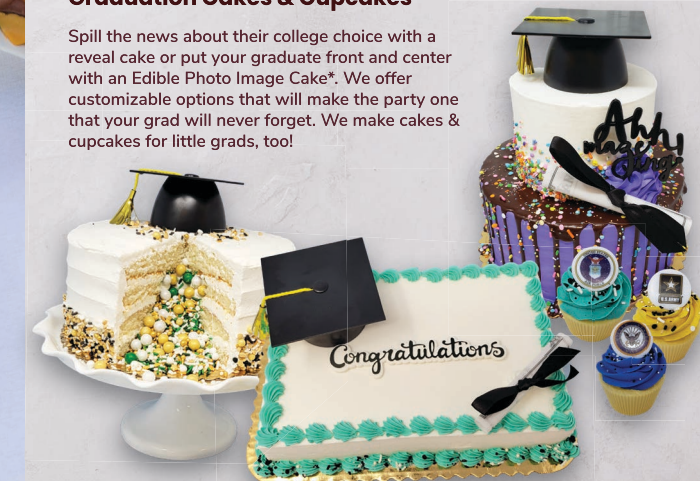 Graduation Cakes & Cupcakes
Spill the news about their college choice with a
reveal cake or put your graduate front and center
with an Edible Photo Image Cake*. We offer
customizable options that will make the party one
that your grad will never forget. We make cakes &
cupcakes for little grads, too!
Ahh
Congratulations
U.S. ARMY